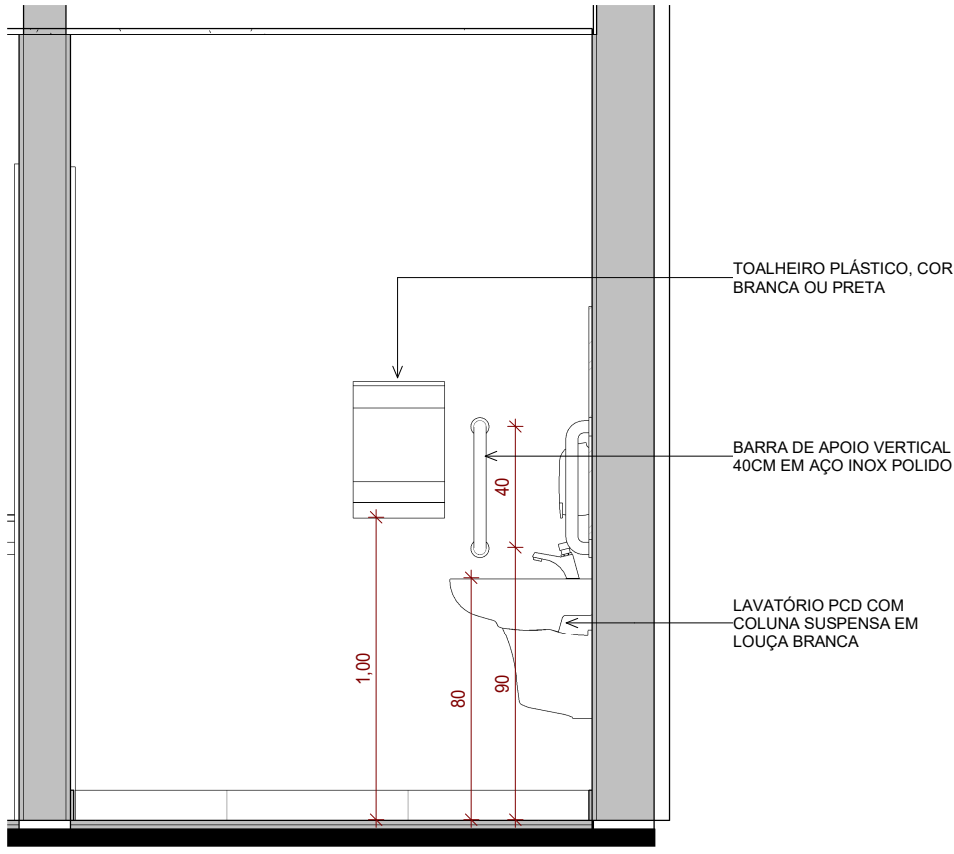 TOALHEIRO PLÁSTICO, COR
BRANCA OU PRETA
BARRA DE APOIO VERTICAL
40CM EM AÇO INOX POLIDO
40
LAVATÓRIO PCD COM
COLUNA SUSPENSA EM
LOUÇA BRANCA
1,00
80
90